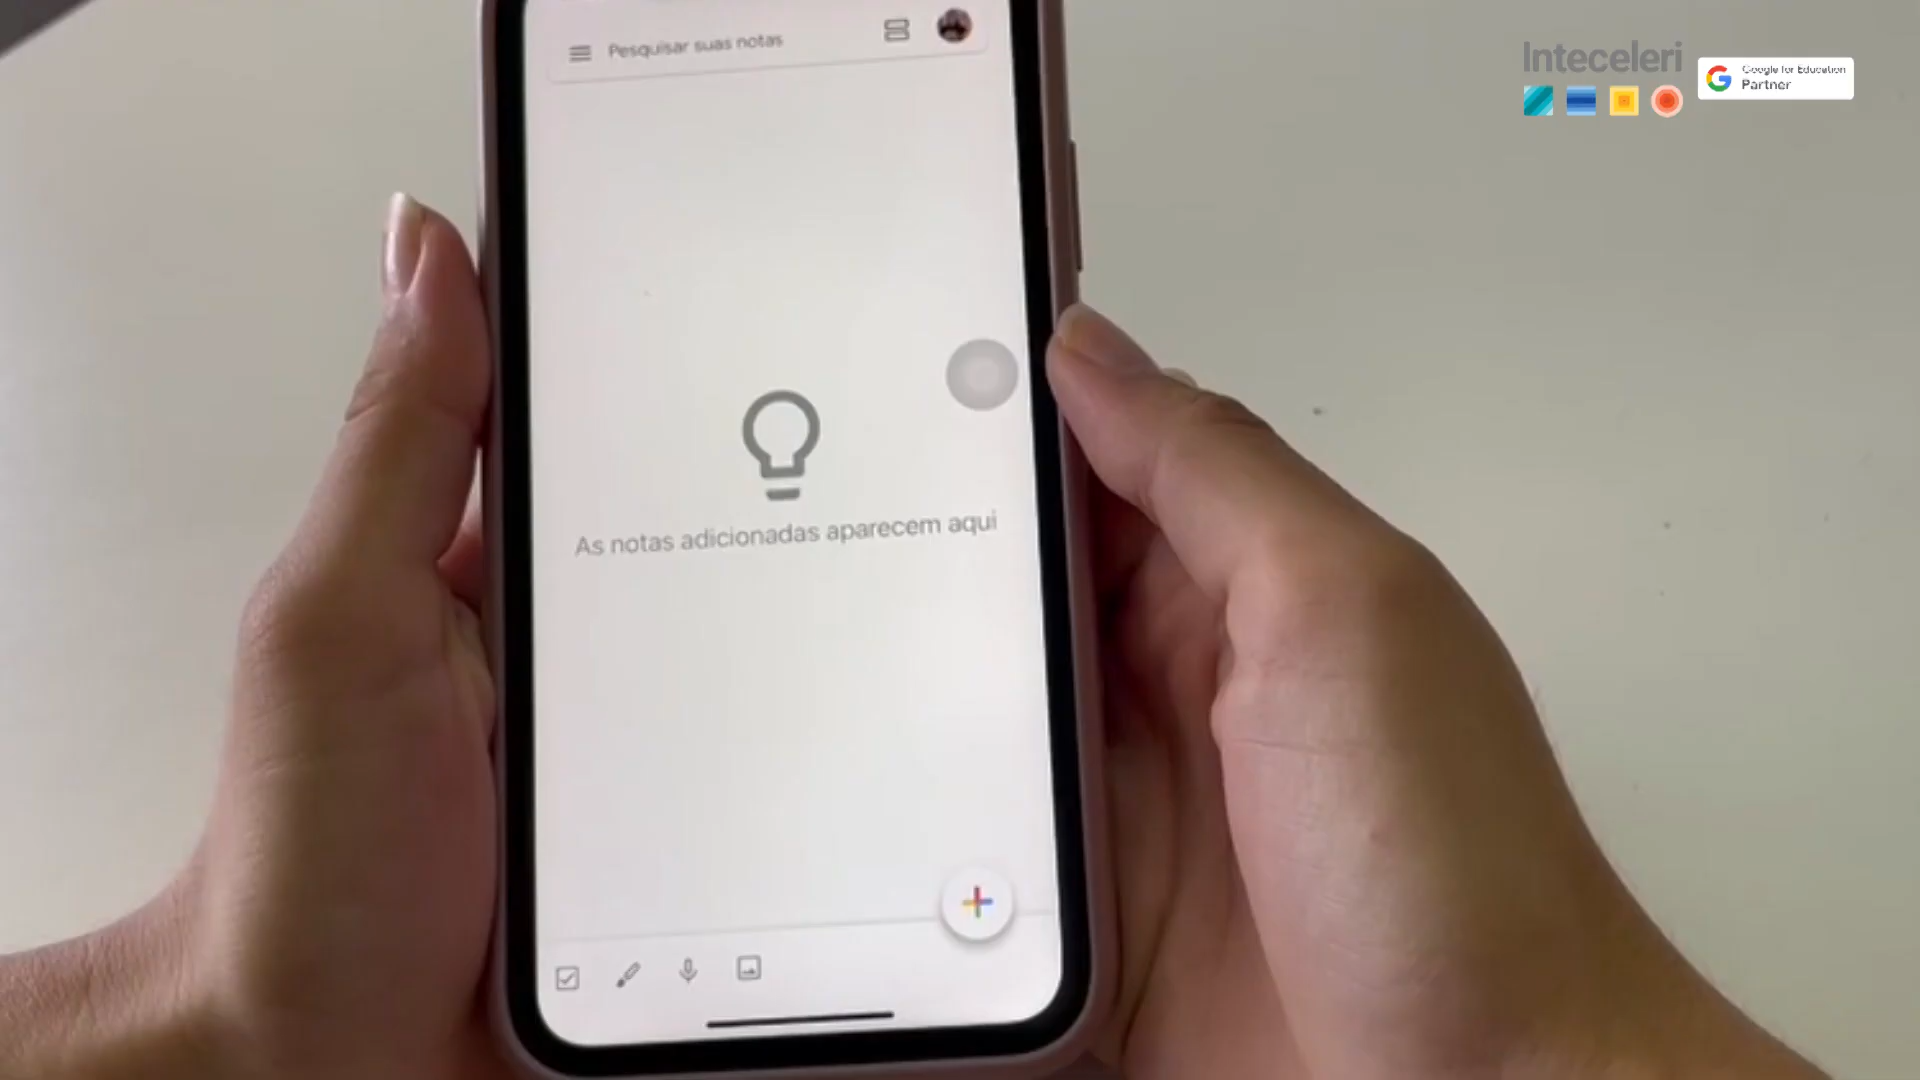 Pesquisar suas notas
Inteceleri
Google for Education
Partner
As notas adicionadas aparecem aqui